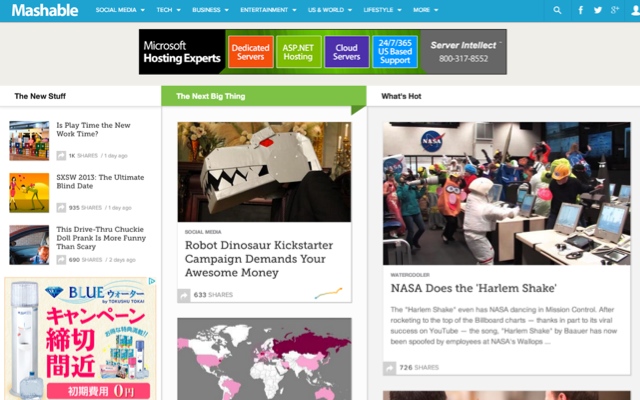 Mashable
SOCIAL MEDIA TECH BUSINESS ENTERTAINMENT US & WORLD LIFESTYLE MORE
Microsoft
Hosting Experts
Dedicated
Servers
ASP.NET
Hosting
Cloud
Servers
24/7/365
US Based
Support
Server Intellect
800-317-8552
The New Stuff
Is Play Time the New
Work Time?
1K SHARES / 1 day ago
SXSW 2013: The Ultimate
Blind Date
935 SHARES / 1 day ago
This Drive-Thru Chuckie
Doll Prank Is More Funny
Than Scary
690 SHARES / 2 days ago
BLUE ウォーター
by TOKUSHU TOKAI
キャンペーン
締切
間近
お得な特典満載!
初期費用 0円
The Next Big Thing
SOCIAL MEDIA
Robot Dinosaur Kickstarter
Campaign Demands Your
Awesome Money
633 SHARES
What's Hot
NASA
WATERCOOLER
NASA Does the 'Harlem Shake'
The "Harlem Shake" even has NASA dancing in Mission Control. After
rocketing to the top of the Billboard charts — thanks in part to its viral
success on YouTube — the song, "Harlem Shake" by Baauer has now
been spoofed by employees at NASA's Wallops ...
726 SHARES